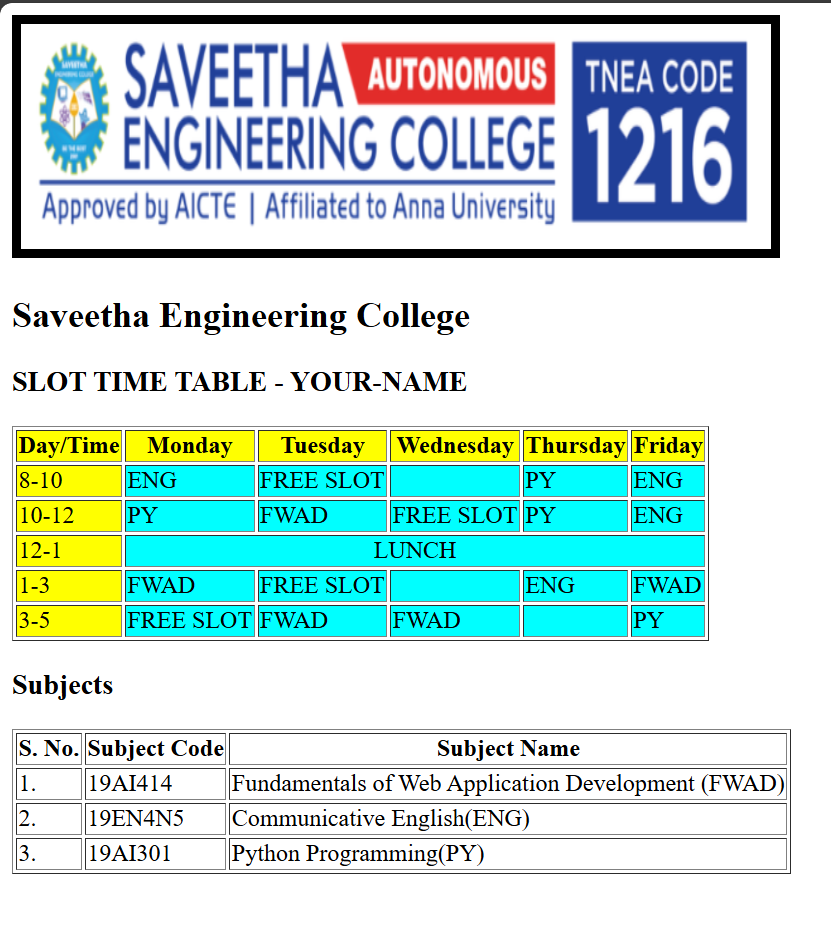 SAVEETHA AUTONOMOUS
ENGINEERING COLLEGE
Approved by AICTE | Affiliated to Anna University
TNEA CODE
1216
Saveetha Engineering College
SLOT TIME TABLE - YOUR-NAME
Day/Time Monday Tuesday Wednesday Thursday Friday
8-10 ENG FREE SLOT PY ENG
10-12 PY FWAD FREE SLOT PY ENG
12-1 LUNCH
1-3 FWAD FREE SLOT ENG FWAD
3-5 FREE SLOT FWAD FWAD PY
Subjects
S. No. Subject Code Subject Name
1. 19AI414 Fundamentals of Web Application Development (FWAD)
2. 19EN4N5 Communicative English(ENG)
3. 19AI301 Python Programming(PY)